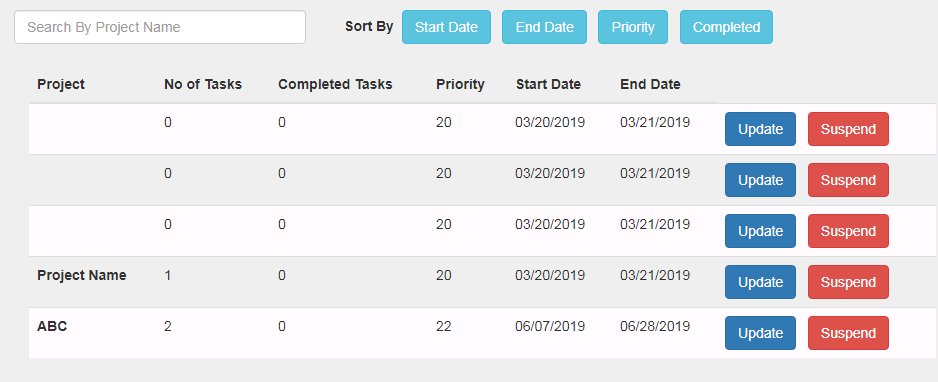 Search By Project Name Sort By Start Date End Date Priority Completed
Project No of Tasks Completed Tasks Priority Start Date End Date
0 0 20 03/20/2019 03/21/2019 Update Suspend
0 0 20 03/20/2019 03/21/2019 Update Suspend
0 0 20 03/20/2019 03/21/2019 Update Suspend
Project Name 1 0 20 03/20/2019 03/21/2019 Update Suspend
ABC 2 0 22 06/07/2019 06/28/2019 Update Suspend